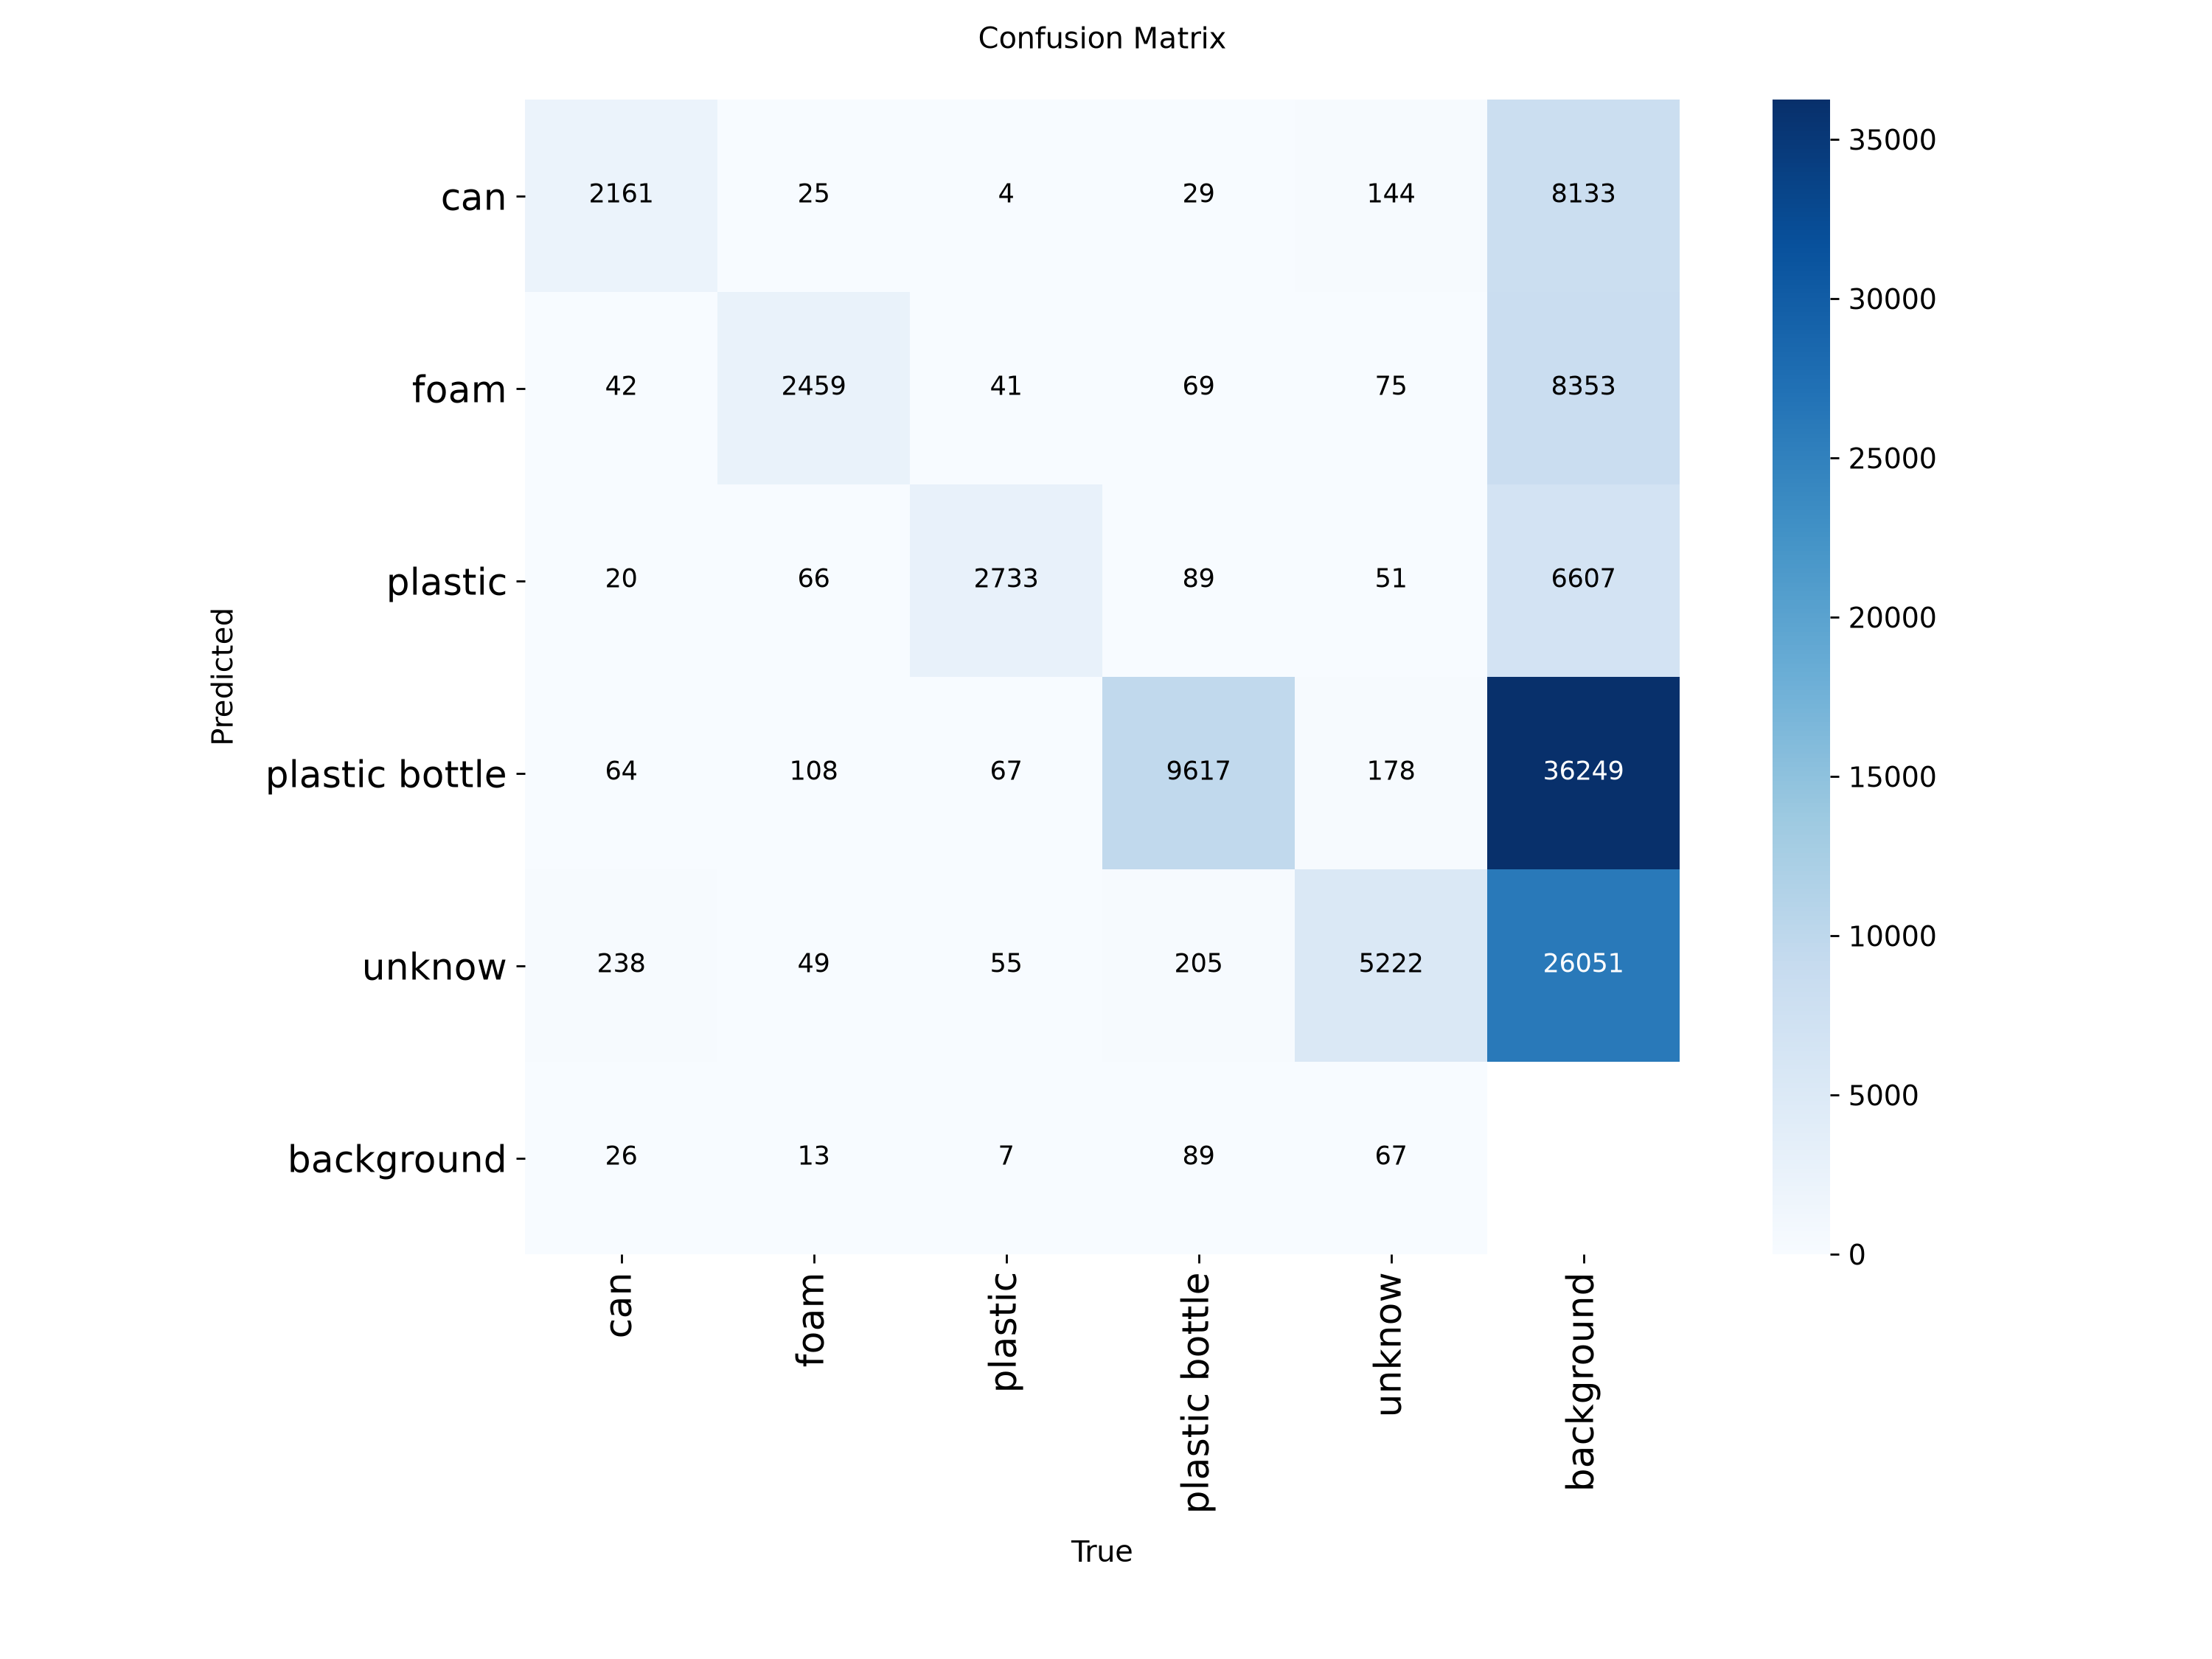 Confusion Matrix
can 2161 25 4 29 144 8133
foam 42 2459 41 69 75 8353
plastic 20 66 2733 89 51 6607
plastic bottle 64 108 67 9617 178 36249
unknow 238 49 55 205 5222 26051
background 26 13 7 89 67
Predicted
can foam plastic plastic bottle unknow background
True
35000
30000
25000
20000
15000
10000
5000
0